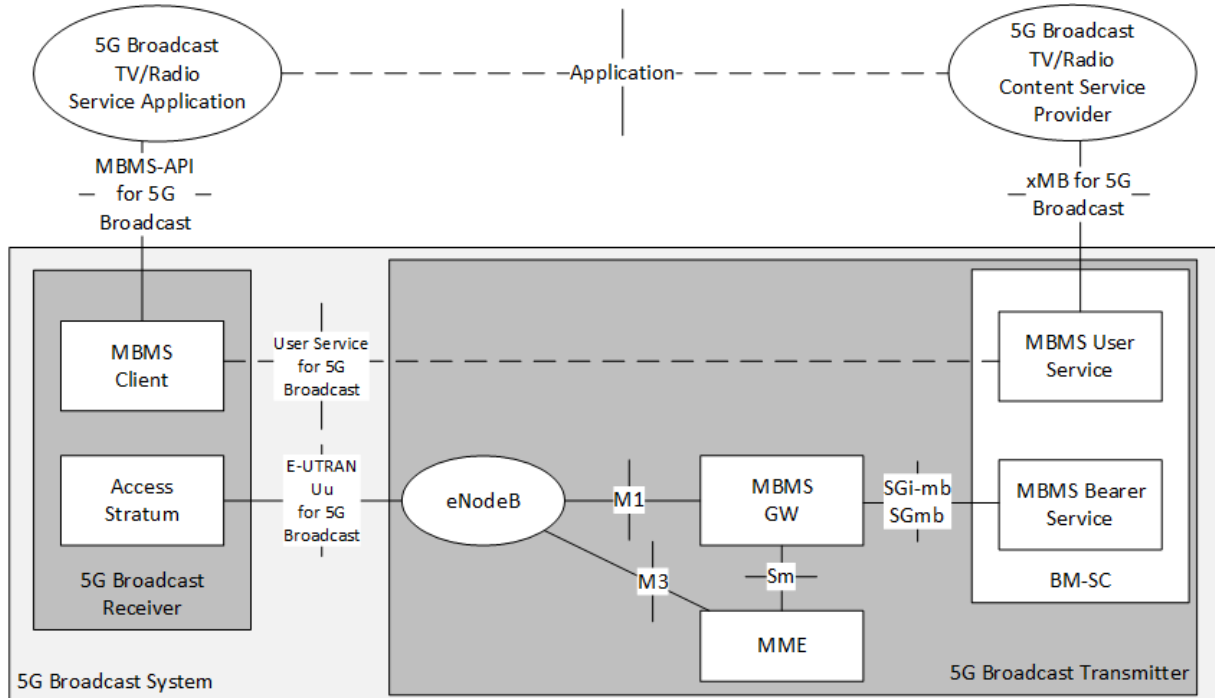 5G Broadcast
TV/Radio
Service Application
Application
5G Broadcast
TV/Radio
Content Service
Provider
MBMS-API
for 5G
Broadcast
xMB for 5G
Broadcast
MBMS
Client
User Service
for 5G
Broadcast
MBMS User
Service
Access
Stratum
E-UTRAN
Uu
for 5G
Broadcast
eNodeB
M1
MBMS
GW
SGi-mb
SGmb
MBMS Bearer
Service
M3
Sm
MME
BM-SC
5G Broadcast
Receiver
5G Broadcast System
5G Broadcast Transmitter